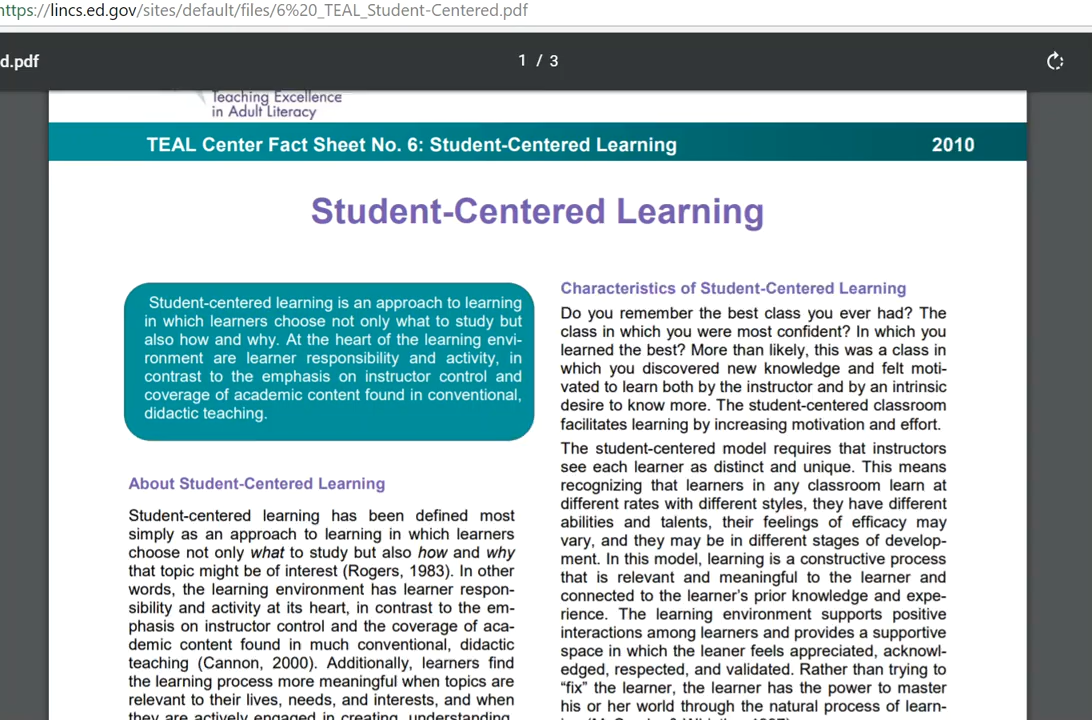 https://lincs.ed.gov/sites/default/files/6%20_TEAL_Student-Centered.pdf
d.pdf
1 / 3
Teaching Excellence
in Adult Literacy
TEAL Center Fact Sheet No. 6: Student-Centered Learning 2010
Student-Centered Learning
Student-centered learning is an approach to learning
in which learners choose not only what to study but
also how and why. At the heart of the learning envi-
ronment are learner responsibility and activity, in
contrast to the emphasis on instructor control and
coverage of academic content found in conventional,
didactic teaching.
About Student-Centered Learning
Student-centered learning has been defined most
simply as an approach to learning in which learners
choose not only what to study but also how and why
that topic might be of interest (Rogers, 1983). In other
words, the learning environment has learner respon-
sibility and activity at its heart, in contrast to the em-
phasis on instructor control and the coverage of aca-
demic content found in much conventional, didactic
teaching (Cannon, 2000). Additionally, learners find
the learning process more meaningful when topics are
relevant to their lives, needs, and interests, and when
they are actively engaged in creating, understanding,
Characteristics of Student-Centered Learning
Do you remember the best class you ever had? The
class in which you were most confident? In which you
learned the best? More than likely, this was a class in
which you discovered new knowledge and felt moti-
vated to learn both by the instructor and by an intrinsic
desire to know more. The student-centered classroom
facilitates learning by increasing motivation and effort.
The student-centered model requires that instructors
see each learner as distinct and unique. This means
recognizing that learners in any classroom learn at
different rates with different styles, they have different
abilities and talents, their feelings of efficacy may
vary, and they may be in different stages of develop-
ment. In this model, learning is a constructive process
that is relevant and meaningful to the learner and
connected to the learner's prior knowledge and expe-
rience. The learning environment supports positive
interactions among learners and provides a supportive
space in which the leaner feels appreciated, acknowl-
edged, respected, and validated. Rather than trying to
“fix” the learner, the learner has the power to master
his or her world through the natural process of learn-